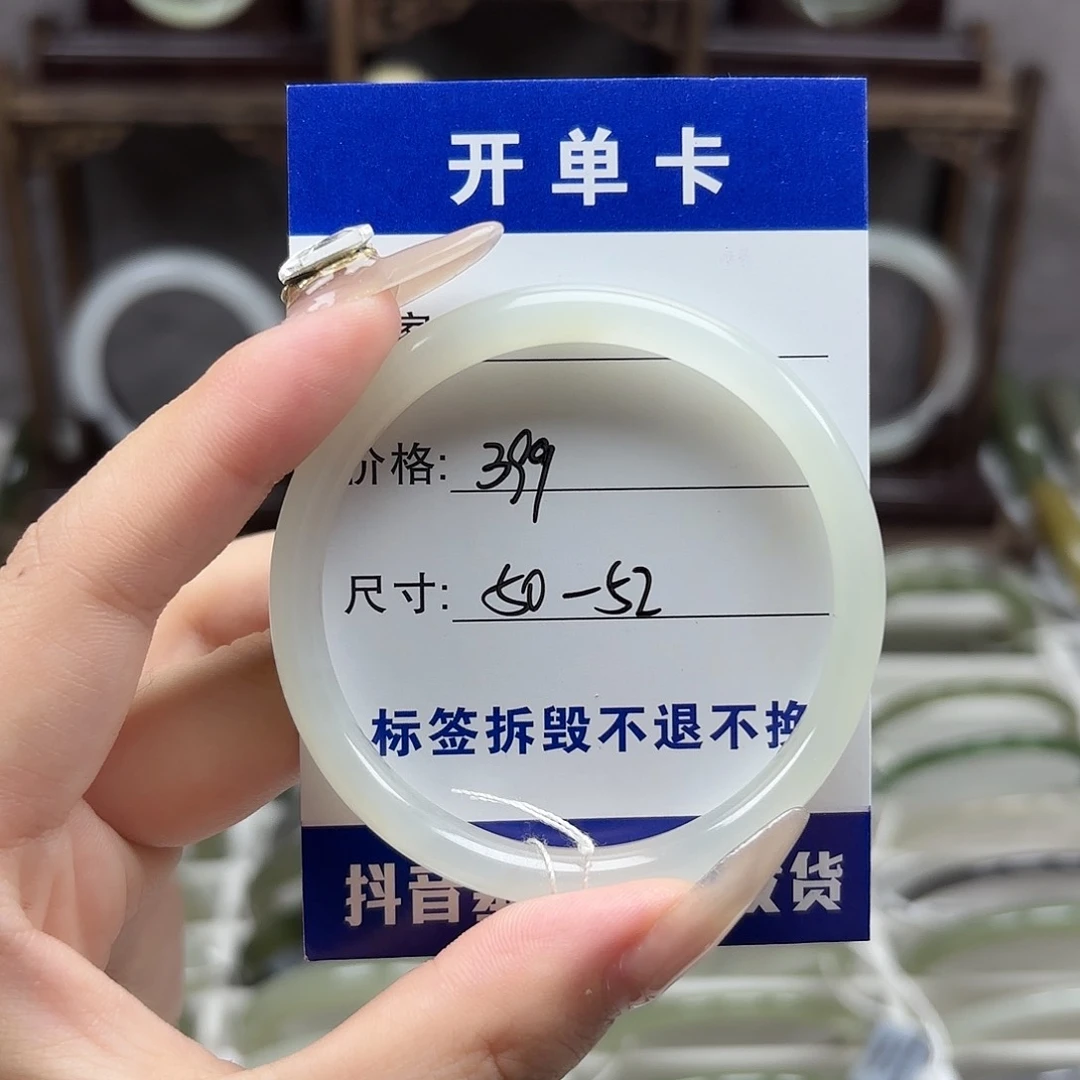 开单卡
家
价格: 399
尺寸: 50-52
标签拆毁不退不换
抖音
货